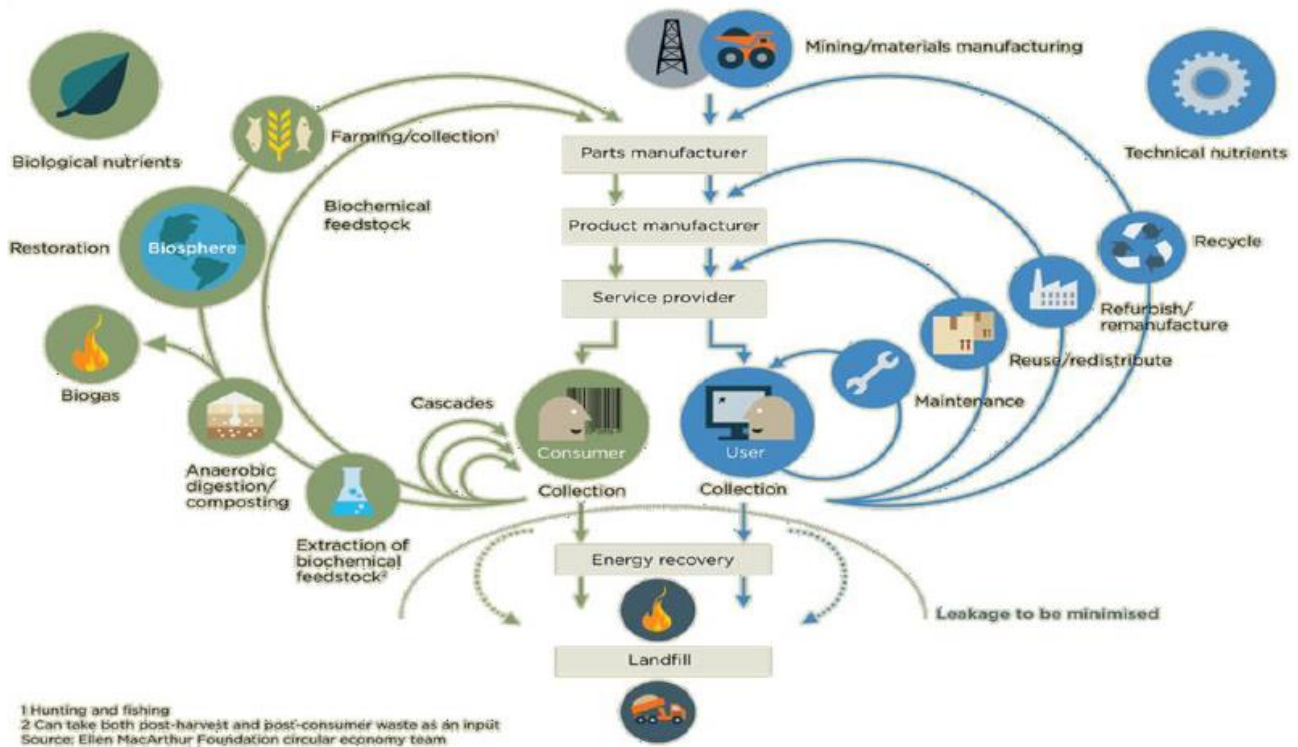 Mining/materials manufacturing
Biological nutrients
Farming/collection¹
Parts manufacturer
Technical nutrients
Biochemical
feedstock
Product manufacturer
Restoration
Biosphere
Recycle
Service provider
Refurbish/
remanufacture
Reuse/redistribute
Biogas
Cascades
Maintenance
Consumer
User
Anaerobic
digestion/
composting
Collection
Collection
Extraction of
biochemical
feedstock²
Energy recovery
Leakage to be minimised
Landfill
1 Hunting and fishing
2 Can take both post-harvest and post-consumer waste as an input
Source: Ellen MacArthur Foundation circular economy team